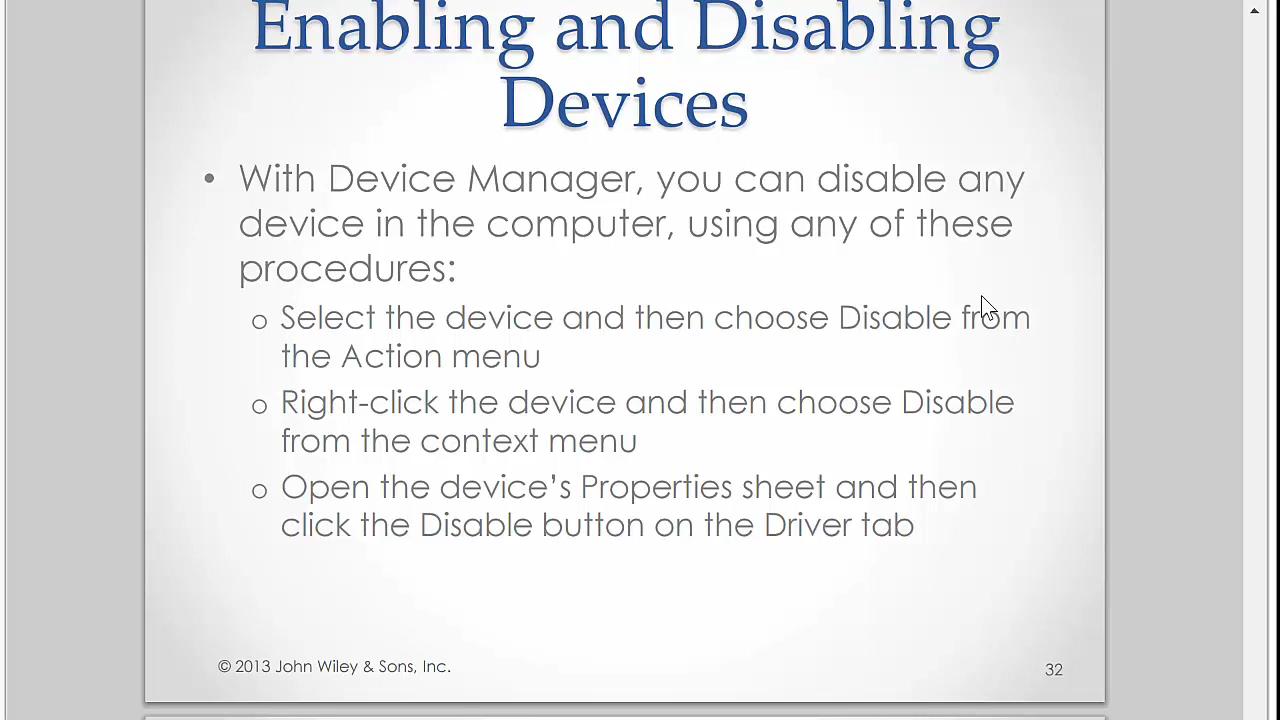 Enabling and Disabling
Devices
• With Device Manager, you can disable any
device in the computer, using any of these
procedures:
o Select the device and then choose Disable from
the Action menu
o Right-click the device and then choose Disable
from the context menu
o Open the device’s Properties sheet and then
click the Disable button on the Driver tab
© 2013 John Wiley & Sons, Inc.
32